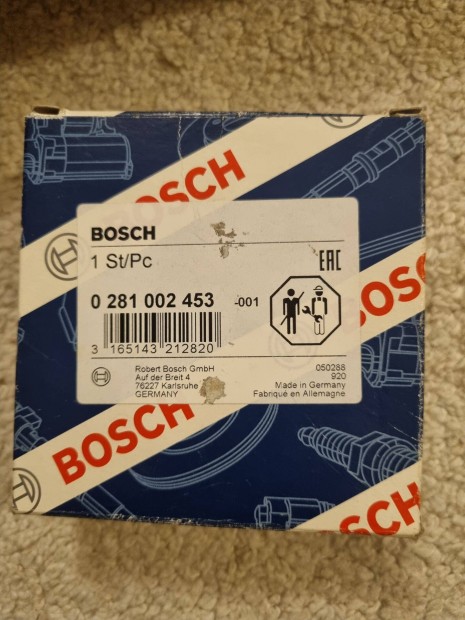 BOSCH
BOSCH
1 St/Pc
EAC
0 281 002 453 -001
3 165143 212820
Robert Bosch GmbH
Auf der Breit 4
76227 Karlsruhe
GERMANY
050288
920
Made in Germany
Fabriqué en Allemagne
BOSCH
BOSCH
BOSCH